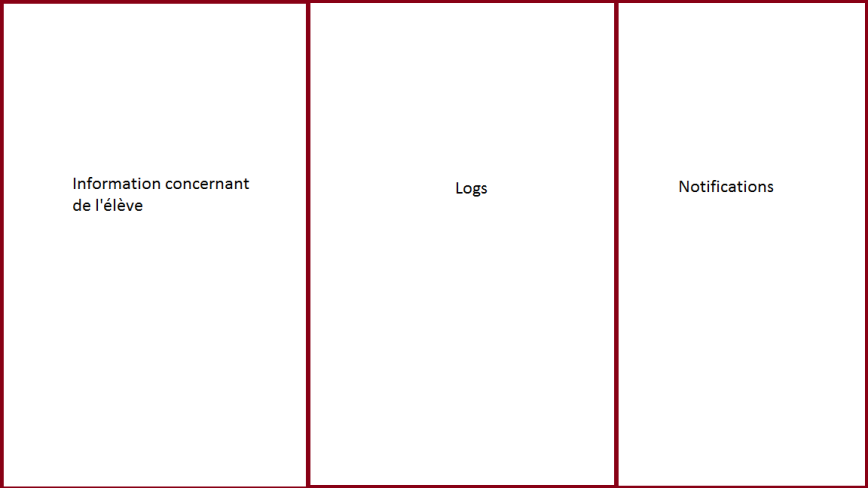 Information concernant
de l'élève
Logs
Notifications